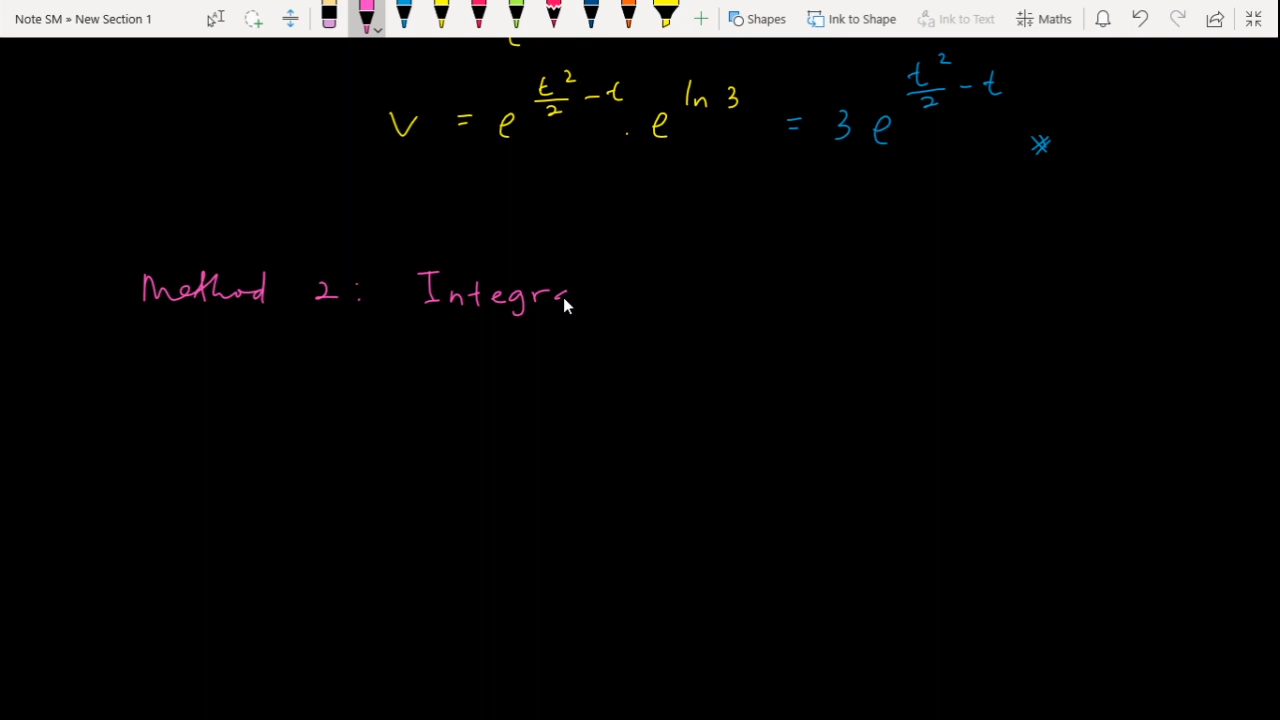 Note SM » New Section 1
Shapes
Ink to Shape
Ink to Text
Maths
v = e^(t²/2 - t) . e^(ln 3) = 3 e^(t²/2 - t)
Method 2 : Integra